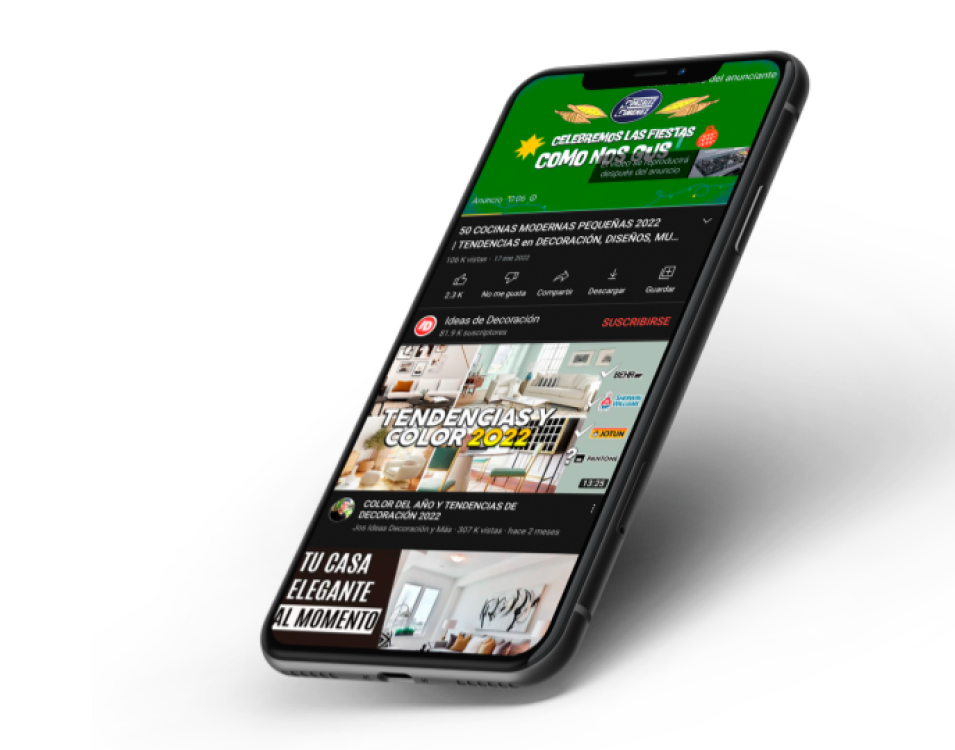 del anunciante
CELEBREMOS LAS FIESTAS
COMO NOS GUS
El video se reproducirá
después del anuncio
Anuncio · 0:06
50 COCINAS MODERNAS PEQUEÑAS 2022
| TENDENCIAS en DECORACIÓN, DISEÑOS, MU...
106 K vistas · 17 ene 2022
2.3 K
No me gusta
Compartir
Descargar
Guardar
ID
Ideas de Decoración
81.9 K suscriptores
SUSCRIBIRSE
BEHR
SHERWIN
WILLIAMS
TENDENCIAS Y
COLOR 2022
JOTUN
?
PANTONE
13:25
COLOR DEL AÑO Y TENDENCIAS DE
DECORACIÓN 2022
Jos Ideas Decoración y Más · 307 K vistas · hace 2 meses
TU CASA
ELEGANTE
AL MOMENTO